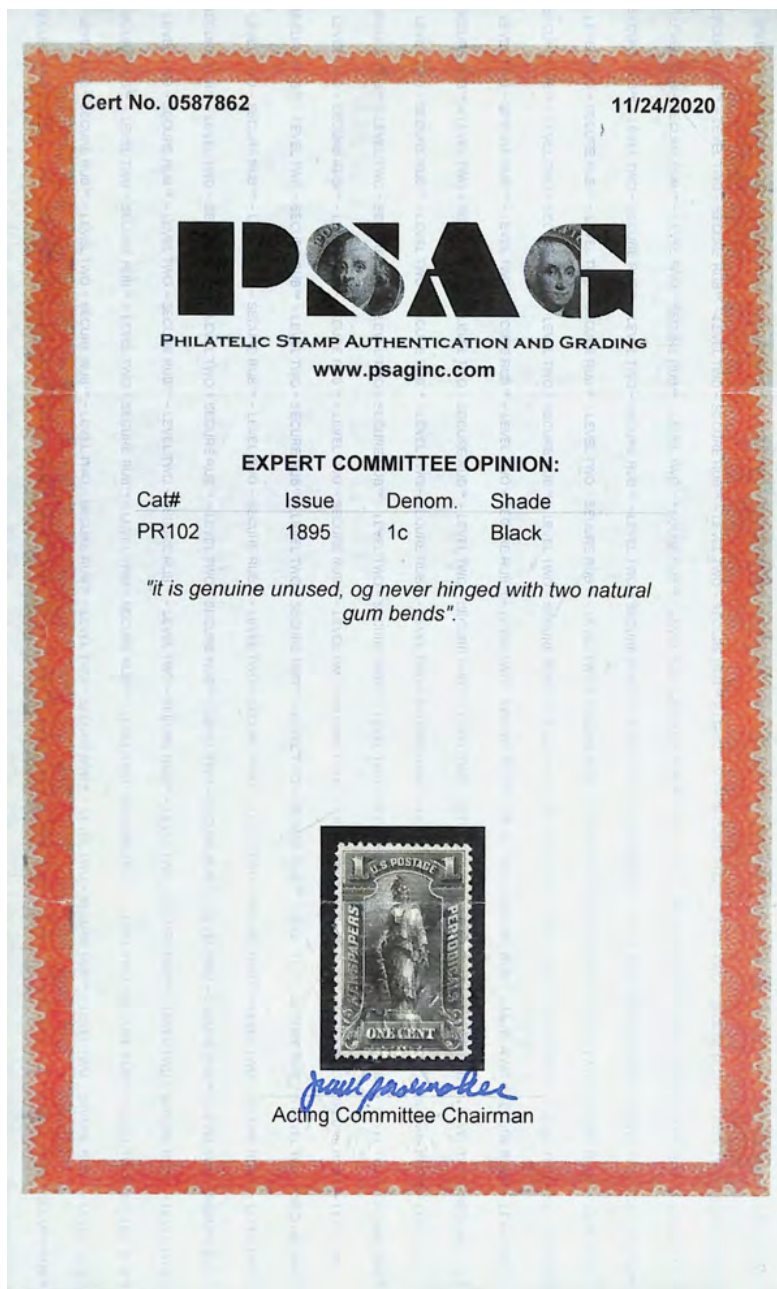 Cert No. 0587862 11/24/2020
PSAG
PHILATELIC STAMP AUTHENTICATION AND GRADING
www.psaginc.com
EXPERT COMMITTEE OPINION:
Cat# Issue Denom. Shade
PR102 1895 1c Black
"it is genuine unused, og never hinged with two natural
gum bends".
1 U.S POSTAGE 1
NEWSPAPERS
PERIODICALS
ONE CENT
Acting Committee Chairman